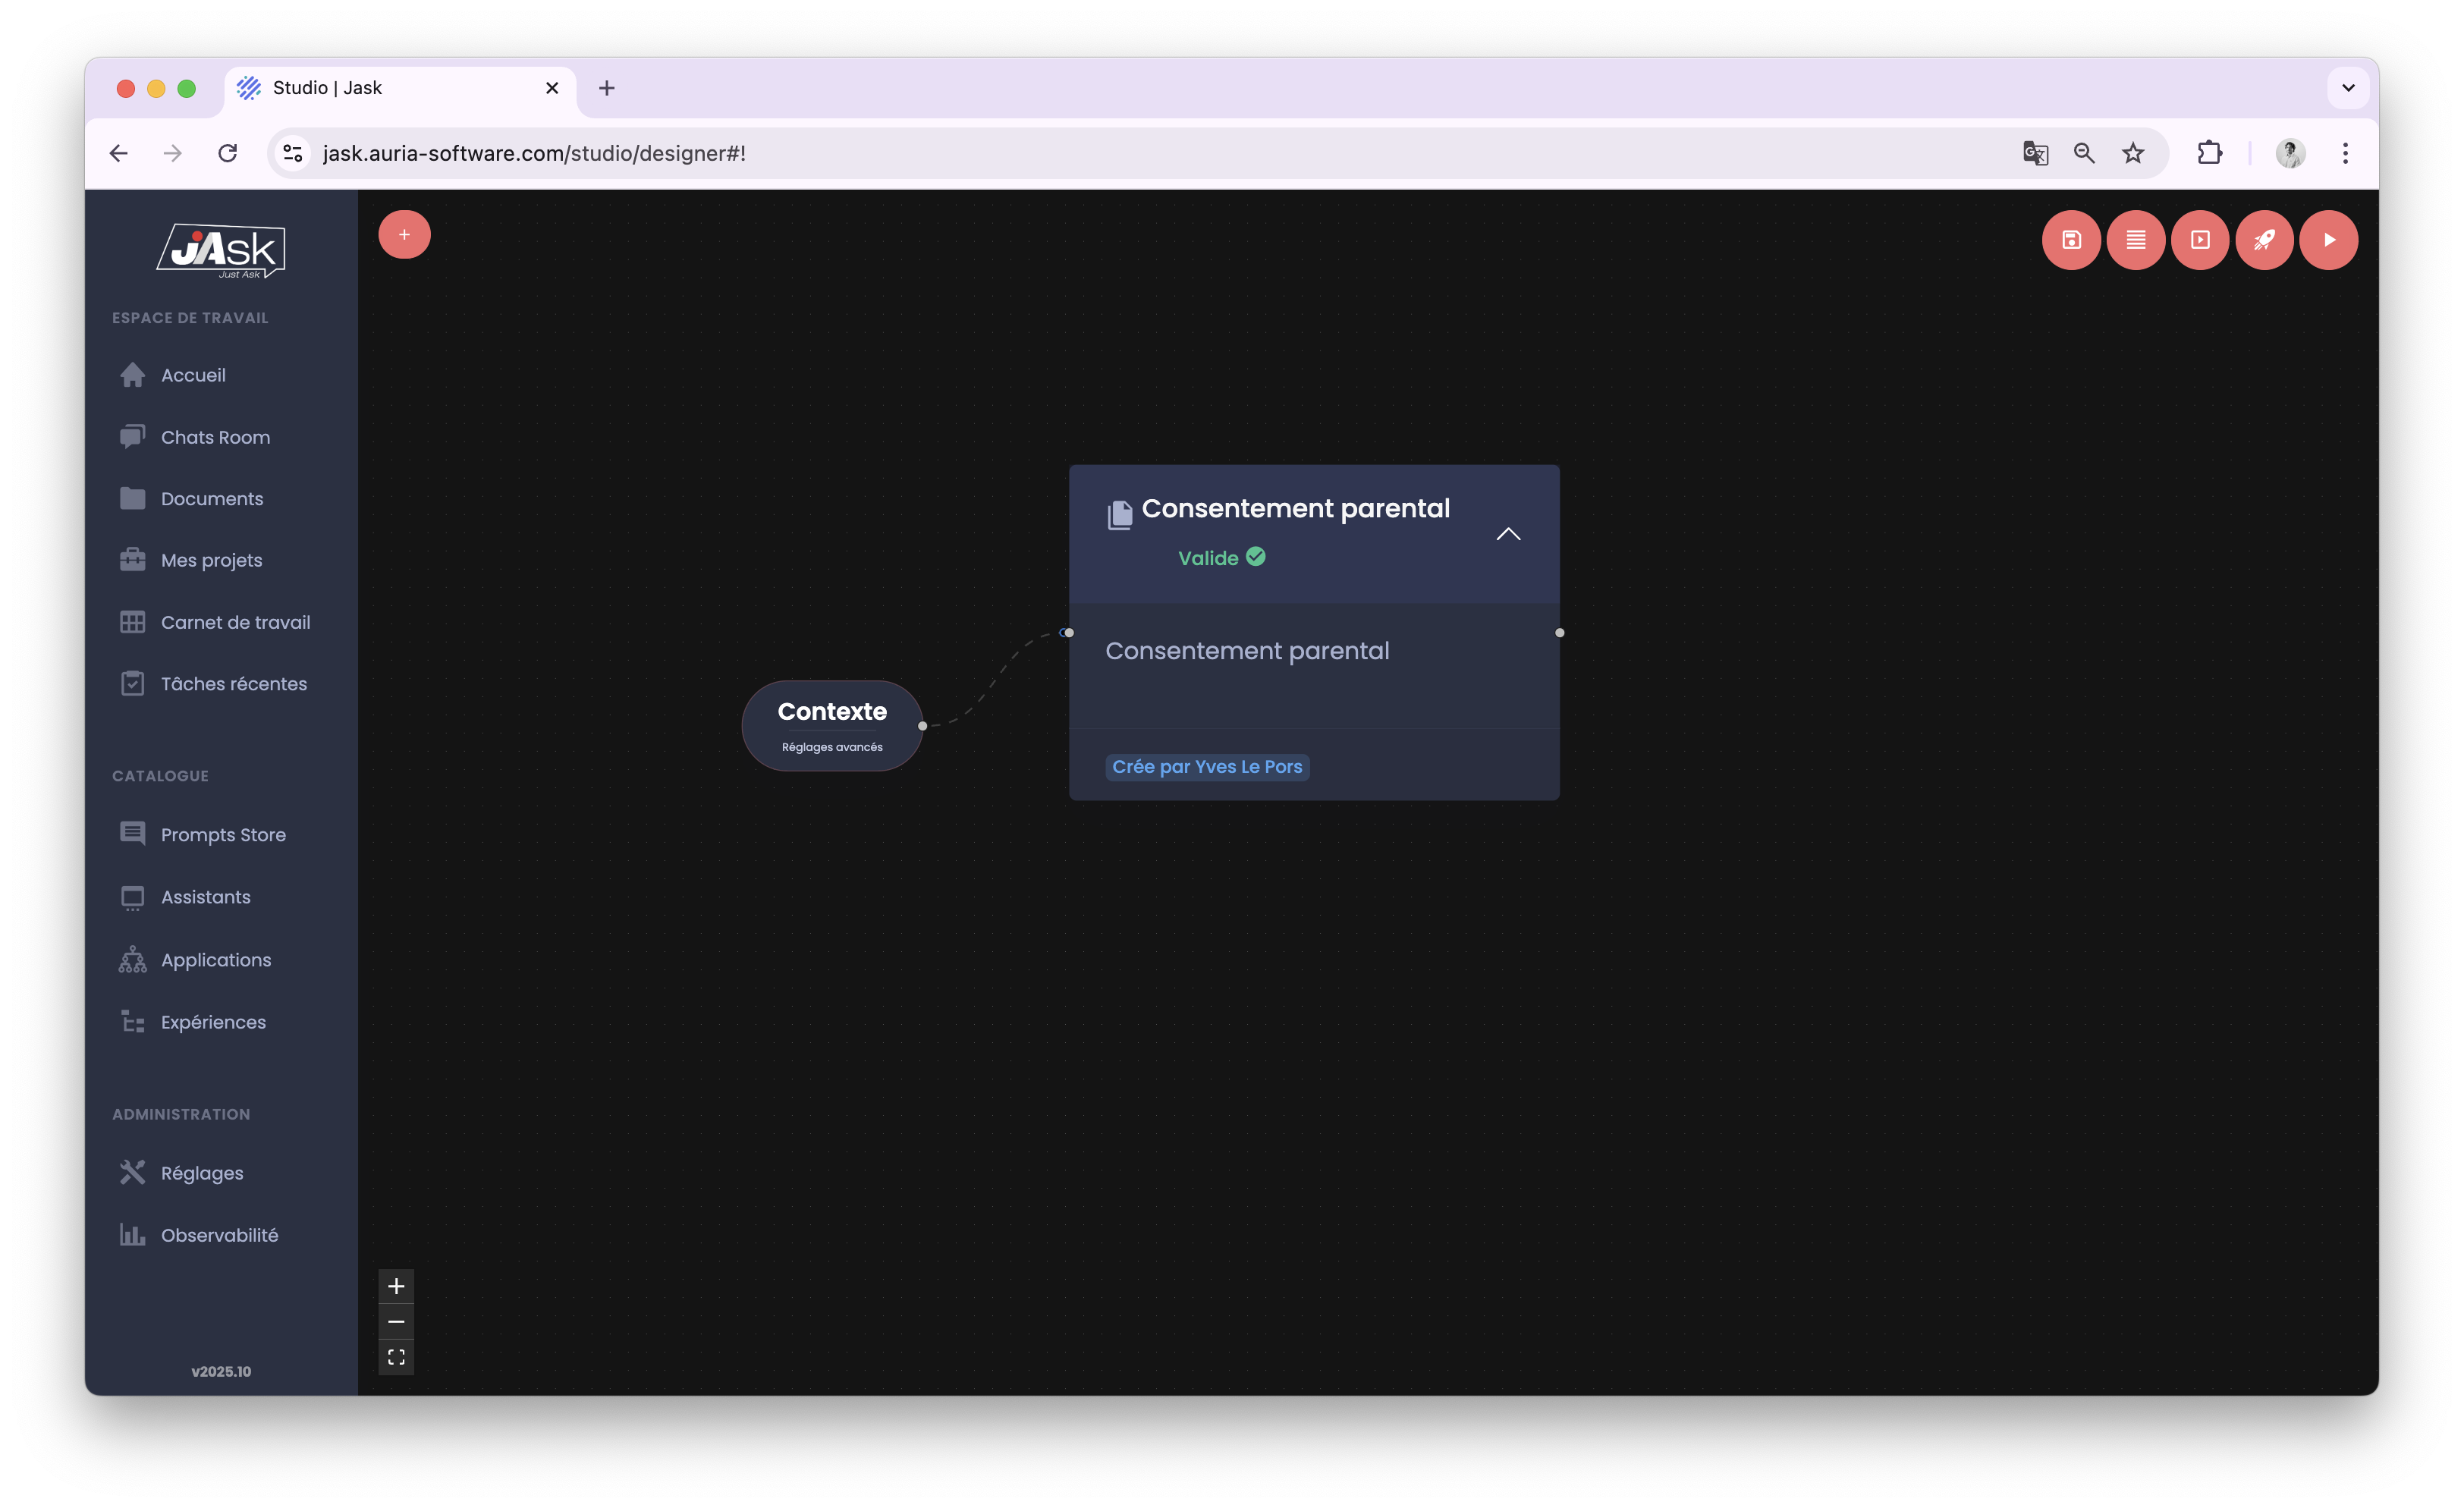 Studio | Jask
jask.auria-software.com/studio/designer#!
jAsk
Just Ask
ESPACE DE TRAVAIL
Accueil
Chats Room
Documents
Mes projets
Carnet de travail
Tâches récentes
CATALOGUE
Prompts Store
Assistants
Applications
Expériences
ADMINISTRATION
Réglages
Observabilité
v2025.10
Contexte
Réglages avancés
Consentement parental
Valide
Consentement parental
Crée par Yves Le Pors